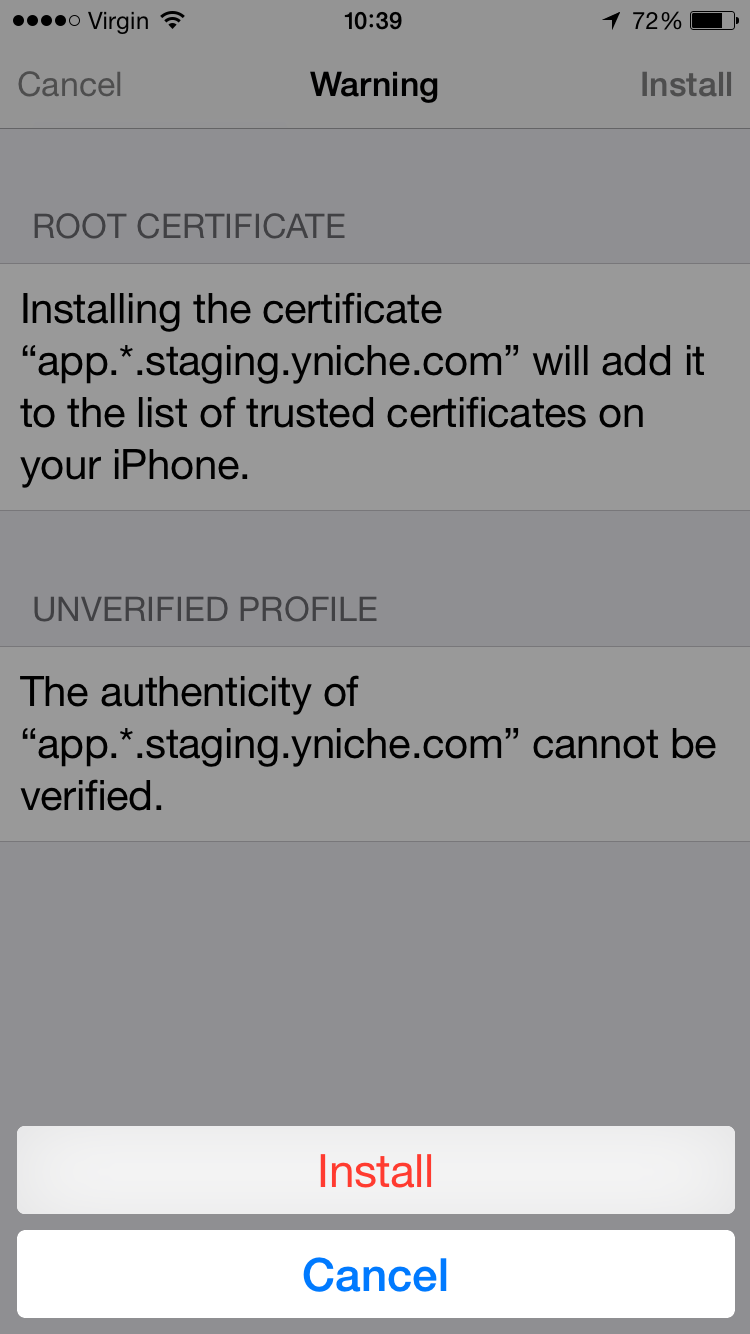 Virgin 10:39 72%
Cancel Warning Install
ROOT CERTIFICATE
Installing the certificate
“app.*.staging.yniche.com” will add it
to the list of trusted certificates on
your iPhone.
UNVERIFIED PROFILE
The authenticity of
“app.*.staging.yniche.com” cannot be
verified.
Install
Cancel